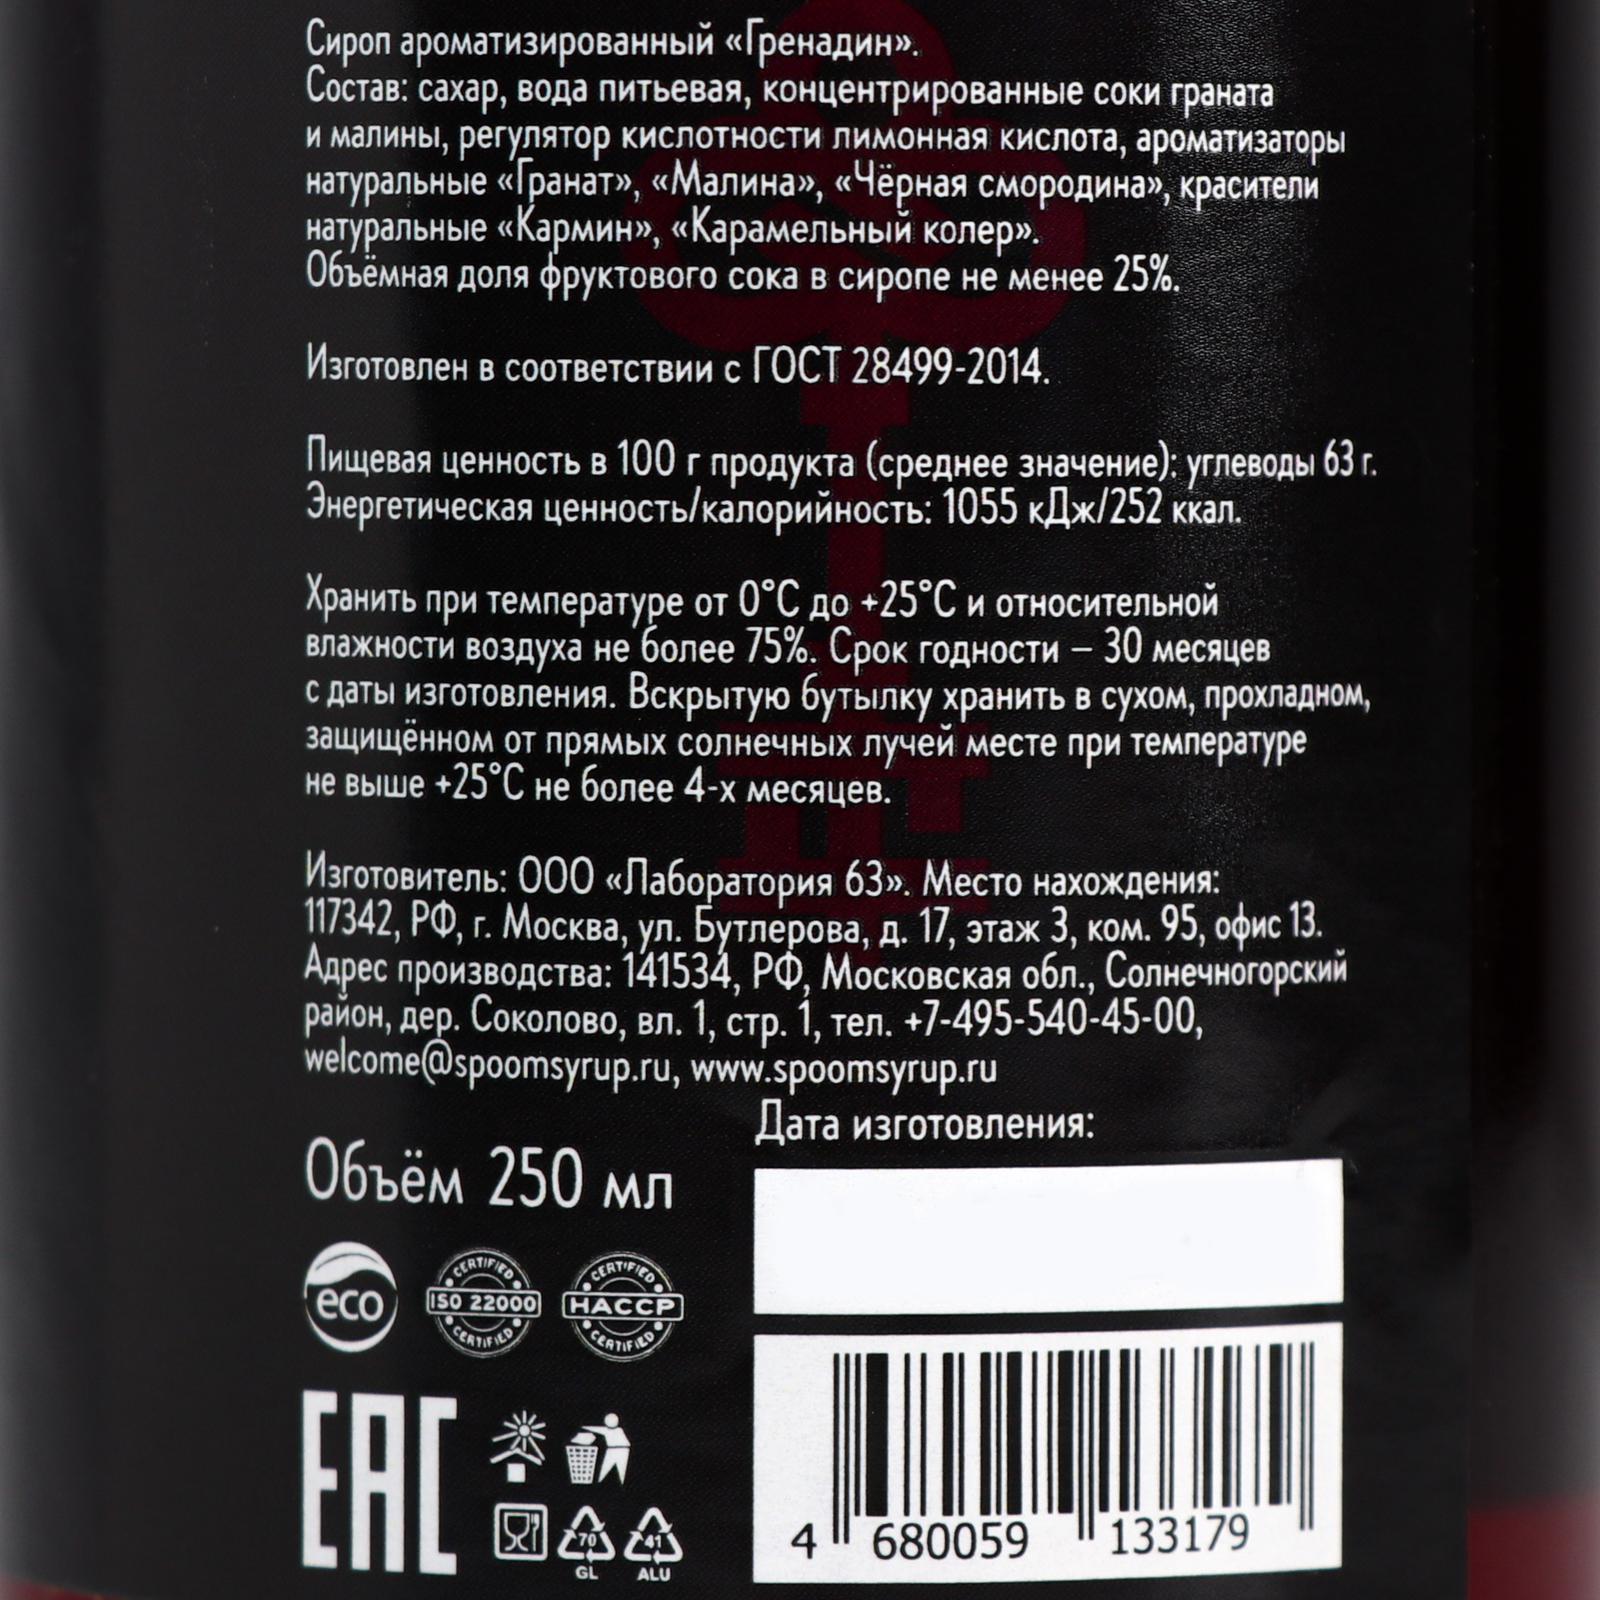 Сироп ароматизированный «Гренадин».
Состав: сахар, вода питьевая, концентрированные соки граната
и малины, регулятор кислотности лимонная кислота, ароматизаторы
натуральные «Гранат», «Малина», «Чёрная смородина», красители
натуральные «Кармин», «Карамельный колер».
Объёмная доля фруктового сока в сиропе не менее 25%.
Изготовлен в соответствии с ГОСТ 28499-2014.
Пищевая ценность в 100 г продукта (среднее значение): углеводы 63 г.
Энергетическая ценность/калорийность: 1055 кДж/252 ккал.
Хранить при температуре от 0°С до +25°С и относительной
влажности воздуха не более 75%. Срок годности – 30 месяцев
с даты изготовления. Вскрытую бутылку хранить в сухом, прохладном,
защищённом от прямых солнечных лучей месте при температуре
не выше +25°С не более 4-х месяцев.
Изготовитель: ООО «Лаборатория 63». Место нахождения:
117342, РФ, г. Москва, ул. Бутлерова, д. 17, этаж 3, ком. 95, офис 13.
Адрес производства: 141534, РФ, Московская обл., Солнечногорский
район, дер. Соколово, вл. 1, стр. 1, тел. +7-495-540-45-00,
welcome@spoomsyrup.ru, www.spoomsyrup.ru
Дата изготовления:
Объём 250 мл
eco
CERTIFIED
ISO 22000
CERTIFIED
CERTIFIED
HACCP
CERTIFIED
EAC
70
GL
41
ALU
4 680059 133179